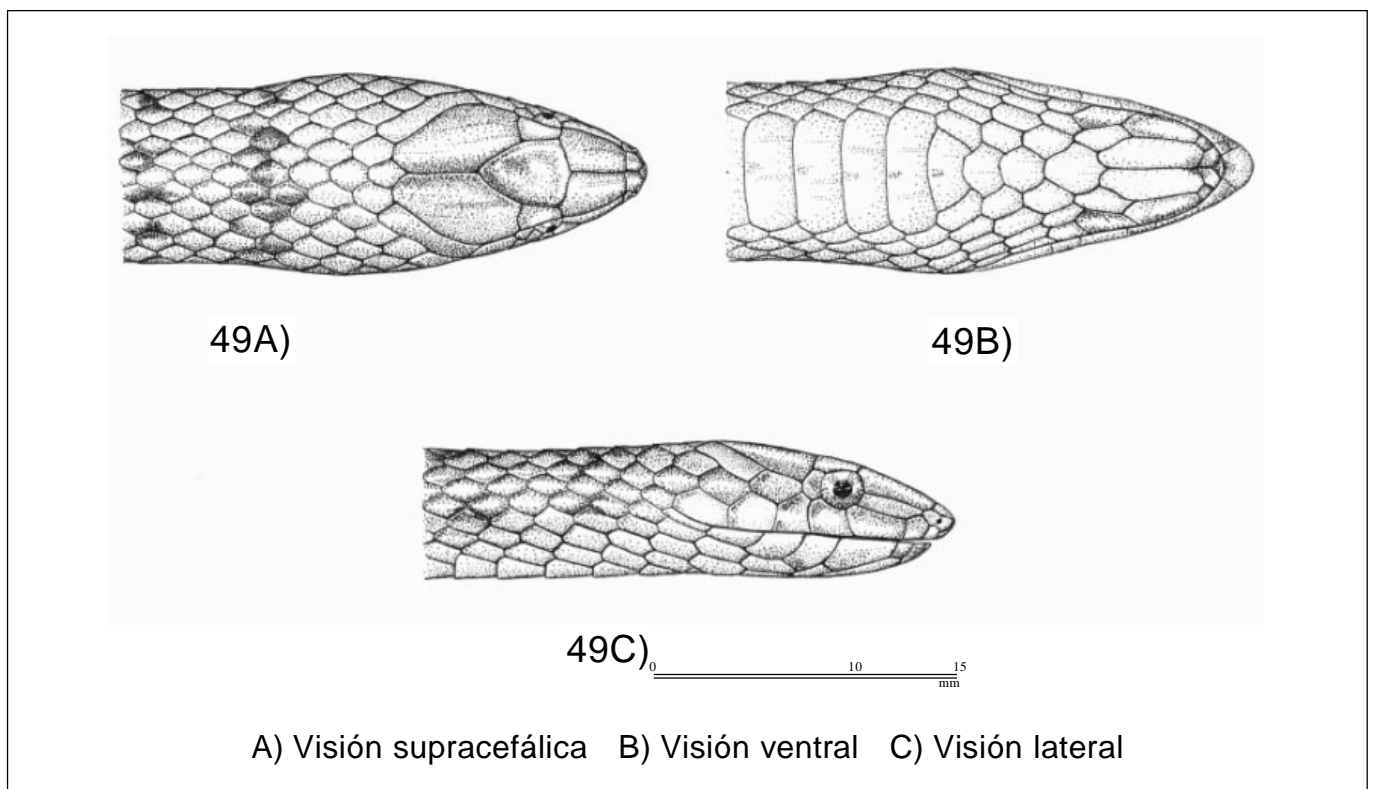 49A)
49B)
49C)
0 10 15
mm
A) Visión supracefálica B) Visión ventral C) Visión lateral